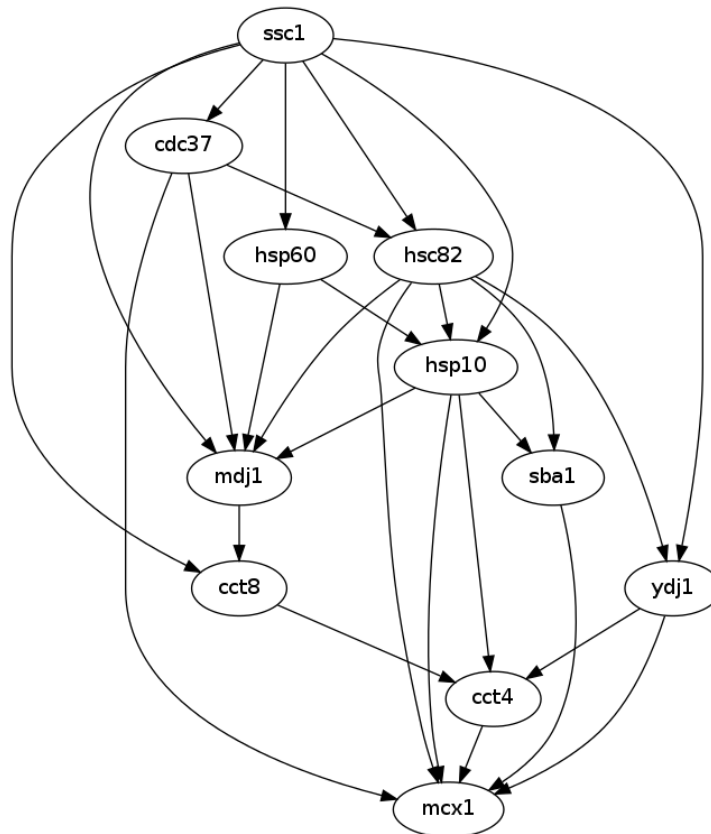 ssc1
cdc37
hsp60
hsc82
hsp10
mdj1
sba1
cct8
ydj1
cct4
mcx1